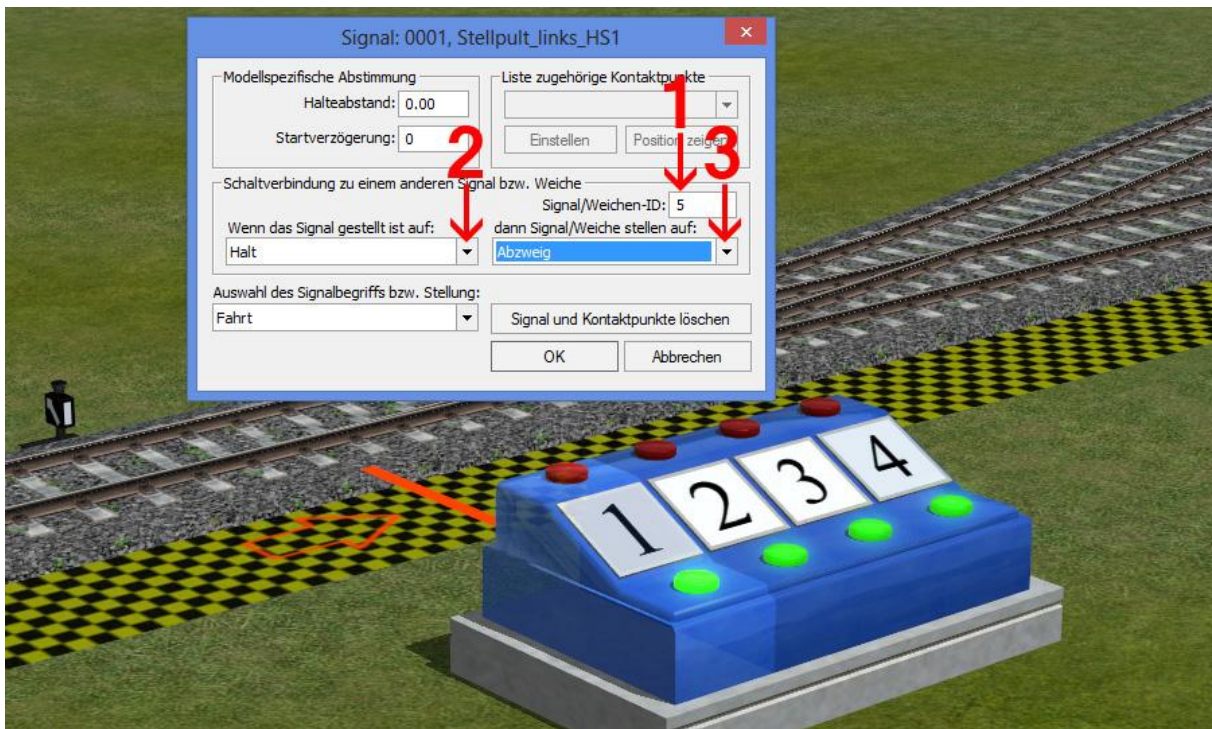 Signal: 0001, Stellpult_links_HS1
Modellspezifische Abstimmung
Halteabstand: 0.00
Startverzögerung: 0
Liste zugehörige Kontaktpunkte
Einstellen
Position zeigen
1
2
3
Schaltverbindung zu einem anderen Signal bzw. Weiche
Signal/Weichen-ID: 5
Wenn das Signal gestellt ist auf:
Halt
dann Signal/Weiche stellen auf:
Abzweig
Auswahl des Signalbegriffs bzw. Stellung:
Fahrt
Signal und Kontaktpunkte löschen
OK
Abbrechen
1 2 3 4